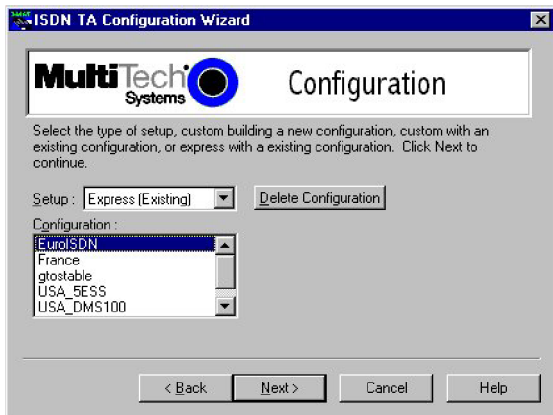 ISDN TA Configuration Wizard
MultiTech
Systems
Configuration
Select the type of setup, custom building a new configuration, custom with an
existing configuration, or express with a existing configuration. Click Next to
continue.
Setup : Express (Existing) Delete Configuration
Configuration :
EuroISDN
France
gtostable
USA_5ESS
USA_DMS100
< Back Next > Cancel Help